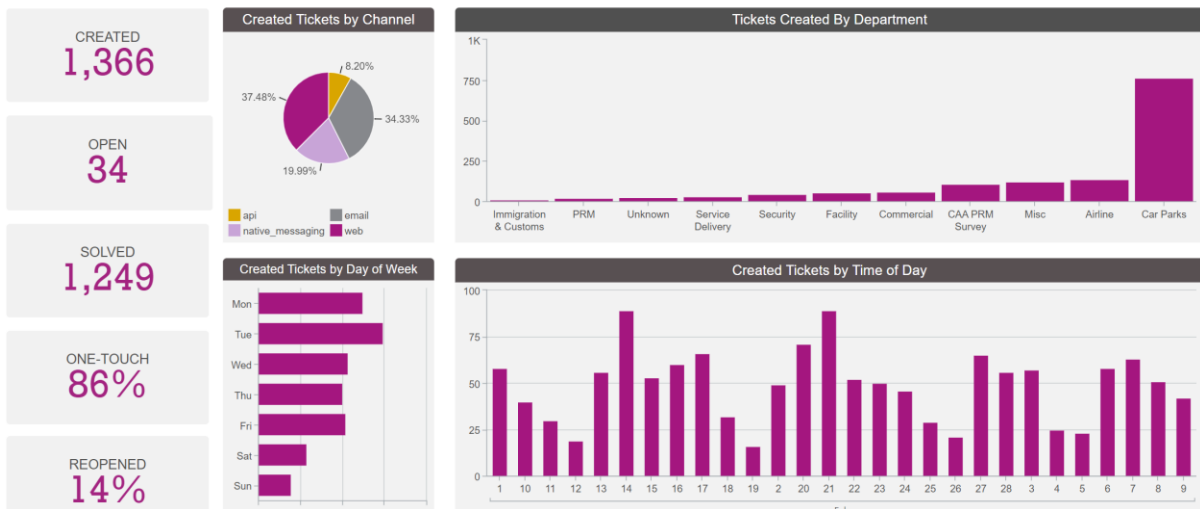 CREATED
1,366
OPEN
34
SOLVED
1,249
ONE-TOUCH
86%
REOPENED
14%
Created Tickets by Channel
8.20%
37.48%
34.33%
19.99%
api
email
native_messaging
web
Tickets Created By Department
1K
750
500
250
0
Immigration & Customs
PRM
Unknown
Service Delivery
Security
Facility
Commercial
CAA PRM Survey
Misc
Airline
Car Parks
Created Tickets by Day of Week
Mon
Tue
Wed
Thu
Fri
Sat
Sun
Created Tickets by Time of Day
100
75
50
25
0
1 10 11 12 13 14 15 16 17 18 19 2 20 21 22 23 24 25 26 27 28 3 4 5 6 7 8 9